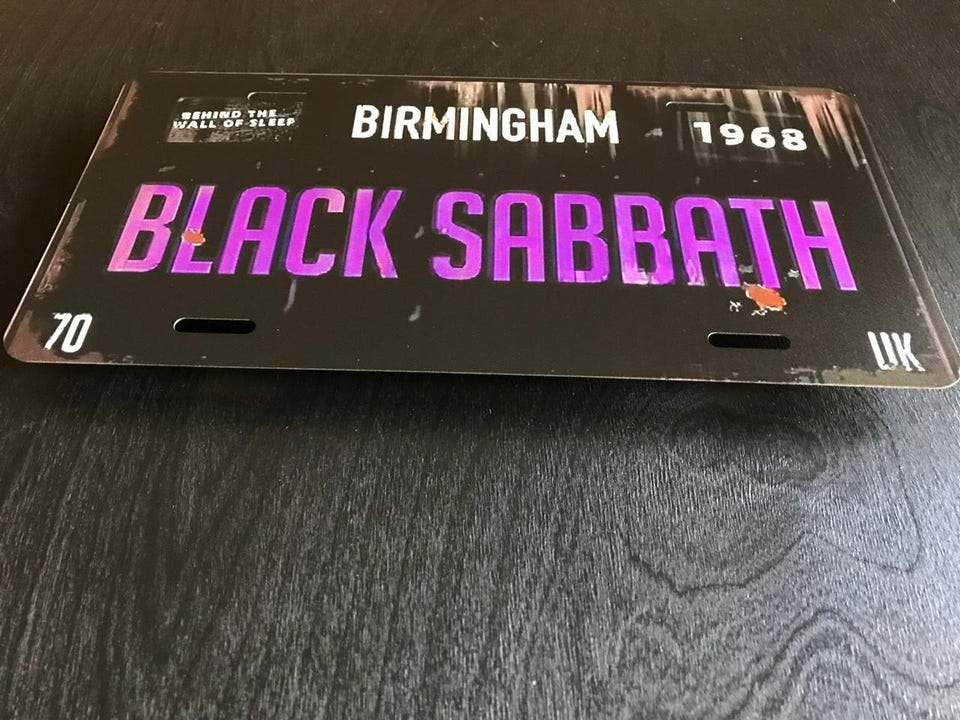 BEHIND THE
WALL OF SLEEP
BIRMINGHAM
1968
BLACK SABBATH
70
UK